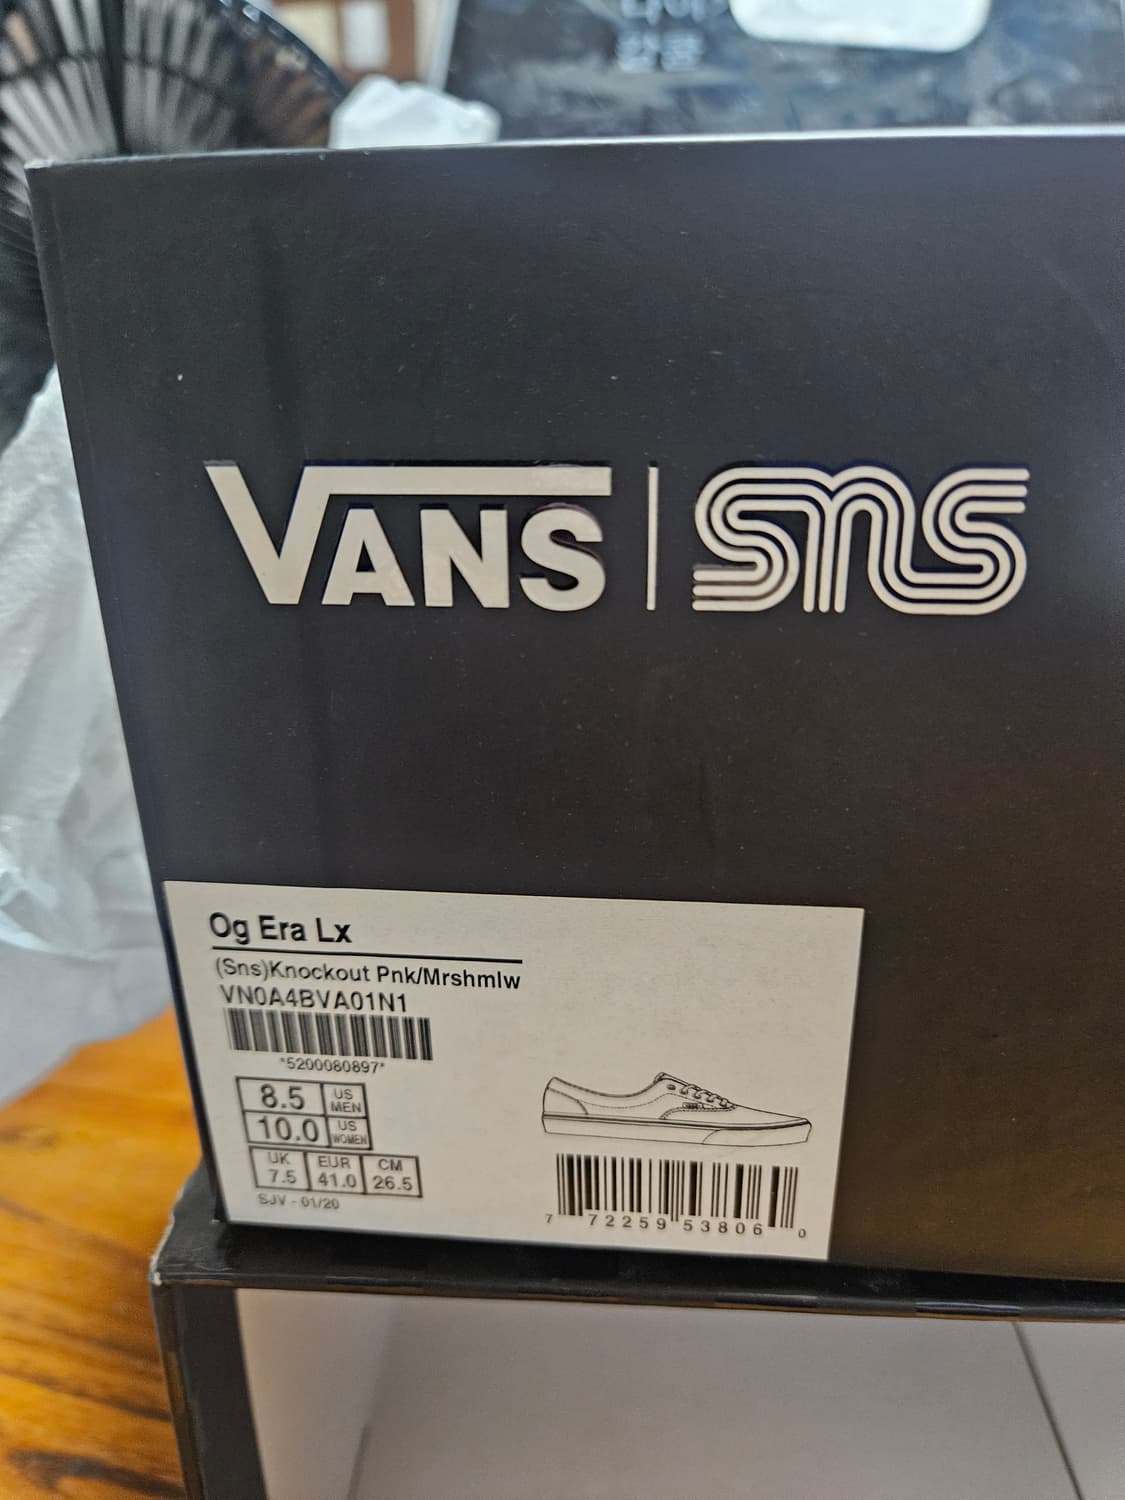 VANS | sns
Og Era Lx
(Sns)Knockout Pnk/Mrshmlw
VN0A4BVA01N1
*5200080897*
8.5 US MEN
10.0 US WOMEN
UK EUR CM
7.5 41.0 26.5
SJV - 01/20
7 72259 53806 0